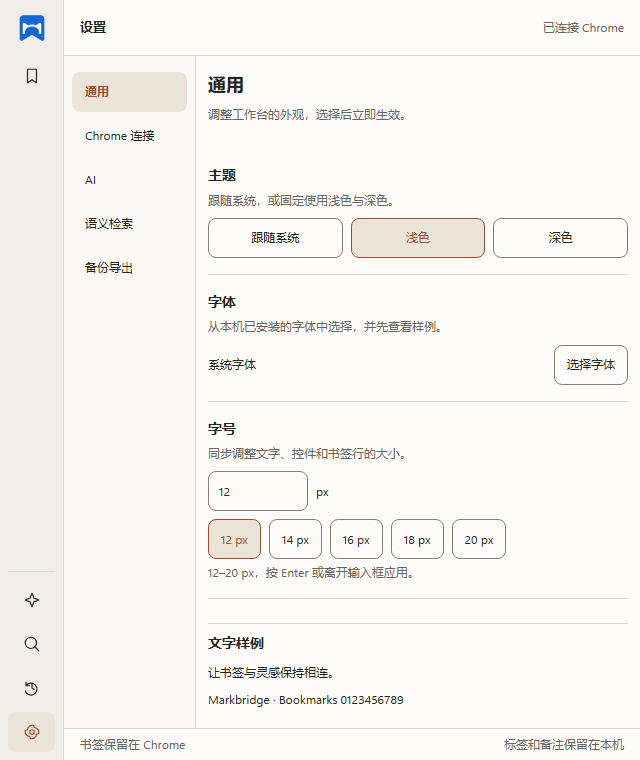 设置
已连接 Chrome
通用
Chrome 连接
AI
语义检索
备份导出
通用
调整工作台的外观，选择后立即生效。
主题
跟随系统，或固定使用浅色与深色。
跟随系统
浅色
深色
字体
从本机已安装的字体中选择，并先查看样例。
系统字体
选择字体
字号
同步调整文字、控件和书签行的大小。
12 px
12 px
14 px
16 px
18 px
20 px
12–20 px，按 Enter 或离开输入框应用。
文字样例
让书签与灵感保持相连。
Markbridge · Bookmarks 0123456789
书签保留在 Chrome
标签和备注保留在本机